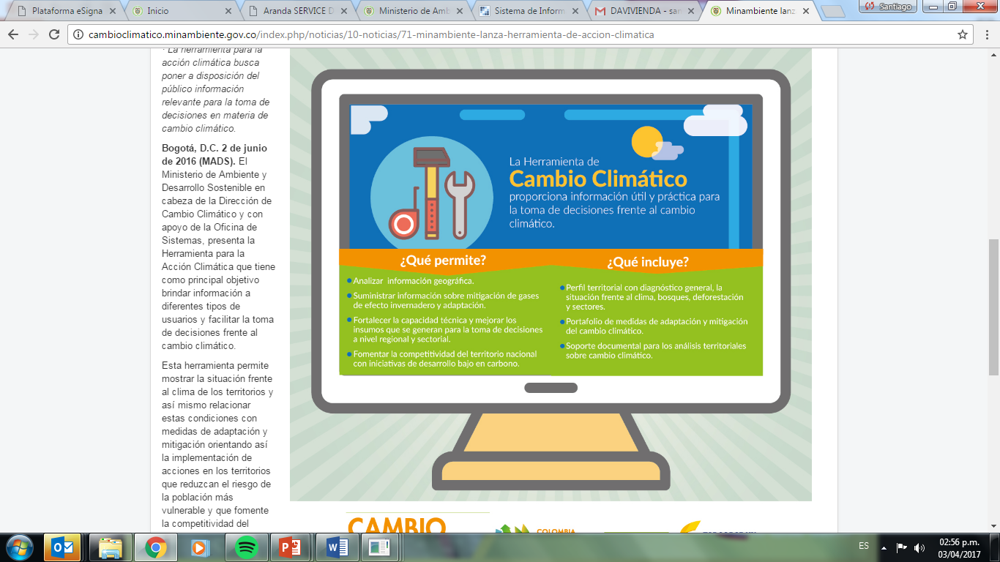 Plataforma eSigna
Inicio
Aranda SERVICE D
Ministerio de Amb
Sistema de Inform
DAVIVIENDA - san
Minambiente lanz
Santiago
cambioclimatico.minambiente.gov.co/index.php/noticias/10-noticias/71-minambiente-lanza-herramienta-de-accion-climatica
· La herramienta para la
acción climática busca
poner a disposición del
público información
relevante para la toma de
decisiones en materia de
cambio climático.
Bogotá, D.C. 2 de junio
de 2016 (MADS). El
Ministerio de Ambiente y
Desarrollo Sostenible en
cabeza de la Dirección de
Cambio Climático y con
apoyo de la Oficina de
Sistemas, presenta la
Herramienta para la
Acción Climática que tiene
como principal objetivo
brindar información a
diferentes tipos de
usuarios y facilitar la toma
de decisiones frente al
cambio climático.
Esta herramienta permite
mostrar la situación frente
al clima de los territorios y
así mismo relacionar
estas condiciones con
medidas de adaptación y
mitigación orientando así
la implementación de
acciones en los territorios
que reduzcan el riesgo de
la población más
vulnerable y que fomente
la competitividad del
La Herramienta de
Cambio Climático
proporciona información útil y práctica para
la toma de decisiones frente al cambio
climático.
¿Qué permite?
Analizar información geográfica.
Suministrar información sobre mitigación de gases
de efecto invernadero y adaptación.
Fortalecer la capacidad técnica y mejorar los
insumos que se generan para la toma de decisiones
a nivel regional y sectorial.
Fomentar la competitividad del territorio nacional
con iniciativas de desarrollo bajo en carbono.
¿Qué incluye?
Perfil territorial con diagnóstico general, la
situación frente al clima, bosques, deforestación
y sectores.
Portafolio de medidas de adaptación y mitigación
del cambio climático.
Soporte documental para los análisis territoriales
sobre cambio climático.
CAMBIO
COLOMBIA
ES
02:56 p.m.
03/04/2017